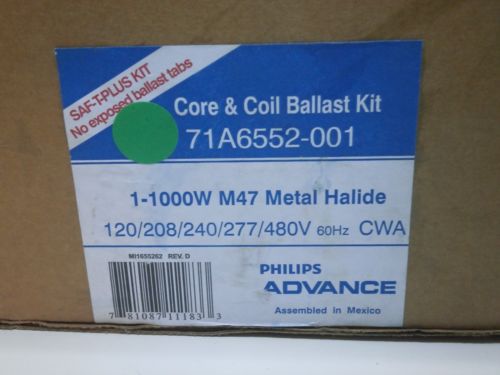 SAF-T-PLUS KIT
No exposed ballast tabs
Core & Coil Ballast Kit
71A6552-001
1-1000W M47 Metal Halide
120/208/240/277/480V 60Hz CWA
MI1655262 REV. D
7 81087 11183 3
PHILIPS
ADVANCE
Assembled in Mexico